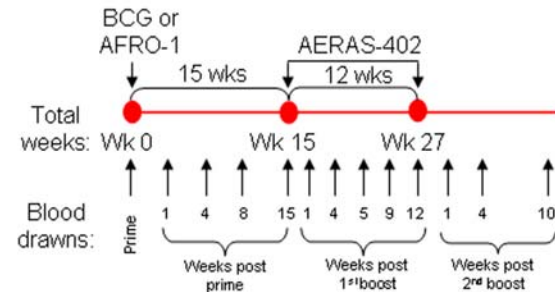 BCG or
AFRO-1
AERAS-402
15 wks
12 wks
Total
weeks:
Wk 0
Wk 15
Wk 27
Blood
drawns:
Prime
1 4 8 15 1 4 5 9 12 1 4 10
Weeks post
prime
Weeks post
1st boost
Weeks post
2nd boost